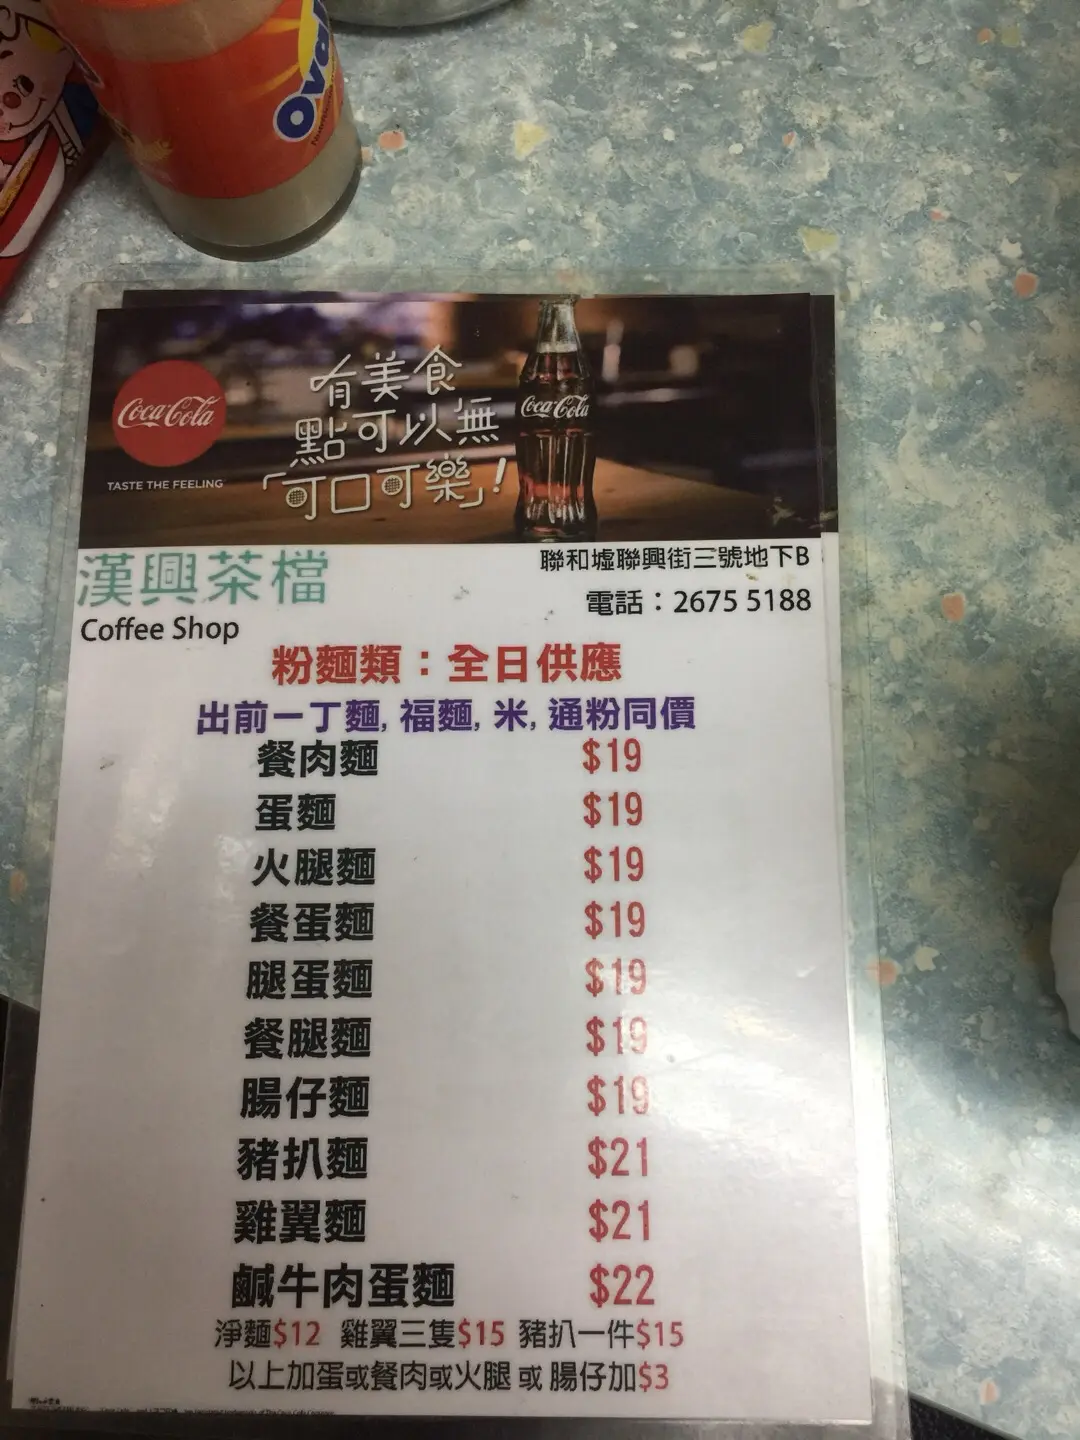 Ova
Coca-Cola
TASTE THE FEELING
有美食
點可以無
「可口可樂」!
Coca-Cola
漢興茶檔
Coffee Shop
聯和墟聯興街三號地下B
電話：2675 5188
粉麵類：全日供應
出前一丁麵, 福麵, 米, 通粉同價
餐肉麵 $19
蛋麵 $19
火腿麵 $19
餐蛋麵 $19
腿蛋麵 $19
餐腿麵 $19
腸仔麵 $19
豬扒麵 $21
雞翼麵 $21
鹹牛肉蛋麵 $22
淨麵$12 雞翼三隻$15 豬扒一件$15
以上加蛋或餐肉或火腿 或 腸仔加$3